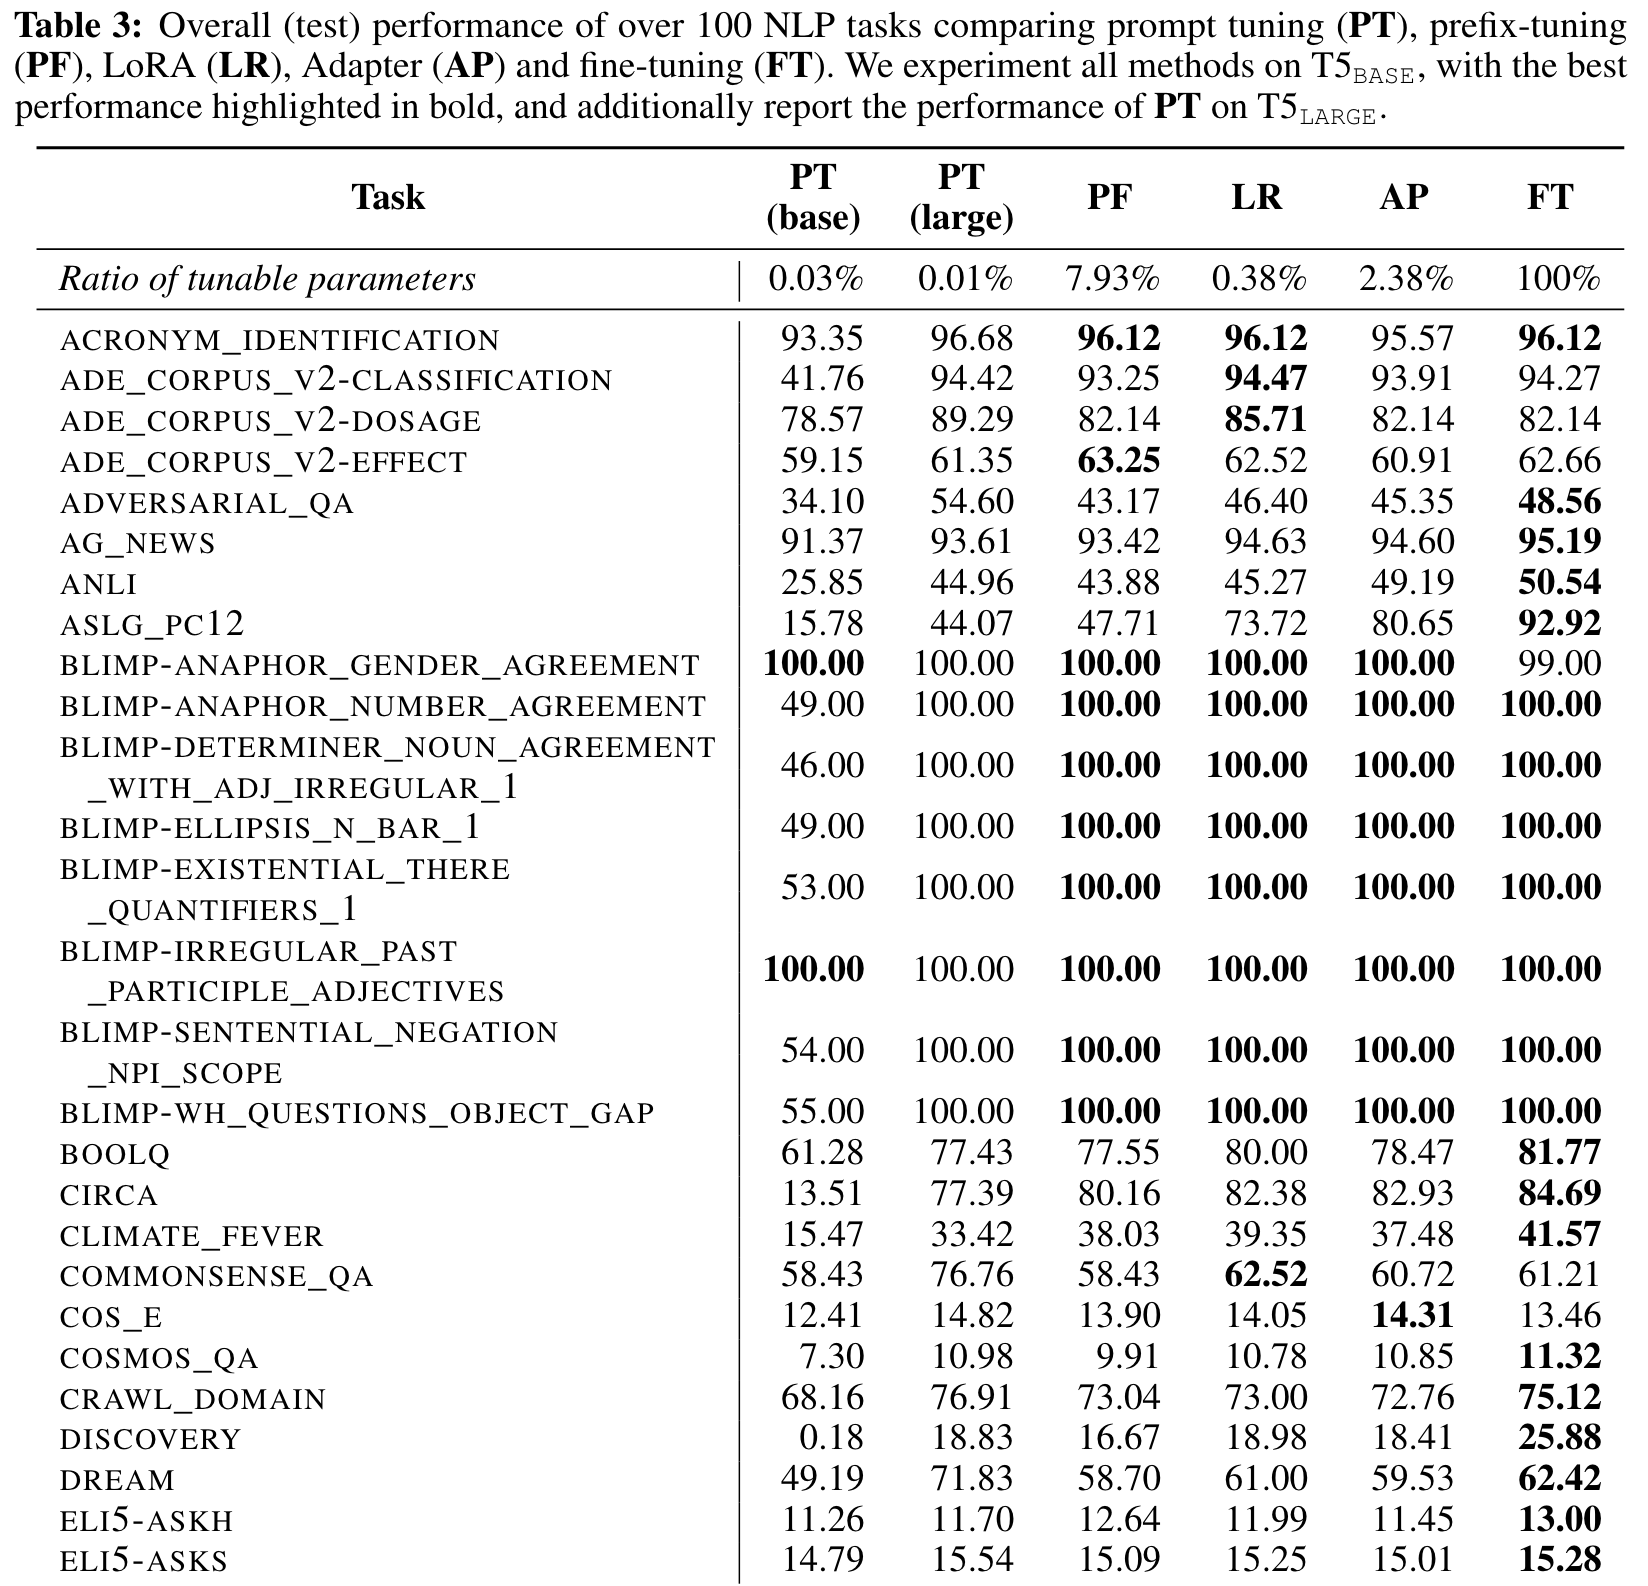 Table 3: Overall (test) performance of over 100 NLP tasks comparing prompt tuning (PT), prefix-tuning
(PF), LoRA (LR), Adapter (AP) and fine-tuning (FT). We experiment all methods on T5BASE, with the best
performance highlighted in bold, and additionally report the performance of PT on T5LARGE.
Task PT (base) PT (large) PF LR AP FT
Ratio of tunable parameters 0.03% 0.01% 7.93% 0.38% 2.38% 100%
ACRONYM_IDENTIFICATION 93.35 96.68 96.12 96.12 95.57 96.12
ADE_CORPUS_V2-CLASSIFICATION 41.76 94.42 93.25 94.47 93.91 94.27
ADE_CORPUS_V2-DOSAGE 78.57 89.29 82.14 85.71 82.14 82.14
ADE_CORPUS_V2-EFFECT 59.15 61.35 63.25 62.52 60.91 62.66
ADVERSARIAL_QA 34.10 54.60 43.17 46.40 45.35 48.56
AG_NEWS 91.37 93.61 93.42 94.63 94.60 95.19
ANLI 25.85 44.96 43.88 45.27 49.19 50.54
ASLG_PC12 15.78 44.07 47.71 73.72 80.65 92.92
BLIMP-ANAPHOR_GENDER_AGREEMENT 100.00 100.00 100.00 100.00 100.00 99.00
BLIMP-ANAPHOR_NUMBER_AGREEMENT 49.00 100.00 100.00 100.00 100.00 100.00
BLIMP-DETERMINER_NOUN_AGREEMENT
_WITH_ADJ_IRREGULAR_1 46.00 100.00 100.00 100.00 100.00 100.00
BLIMP-ELLIPSIS_N_BAR_1 49.00 100.00 100.00 100.00 100.00 100.00
BLIMP-EXISTENTIAL_THERE
_QUANTIFIERS_1 53.00 100.00 100.00 100.00 100.00 100.00
BLIMP-IRREGULAR_PAST
_PARTICIPLE_ADJECTIVES 100.00 100.00 100.00 100.00 100.00 100.00
BLIMP-SENTENTIAL_NEGATION
_NPI_SCOPE 54.00 100.00 100.00 100.00 100.00 100.00
BLIMP-WH_QUESTIONS_OBJECT_GAP 55.00 100.00 100.00 100.00 100.00 100.00
BOOLQ 61.28 77.43 77.55 80.00 78.47 81.77
CIRCA 13.51 77.39 80.16 82.38 82.93 84.69
CLIMATE_FEVER 15.47 33.42 38.03 39.35 37.48 41.57
COMMONSENSE_QA 58.43 76.76 58.43 62.52 60.72 61.21
COS_E 12.41 14.82 13.90 14.05 14.31 13.46
COSMOS_QA 7.30 10.98 9.91 10.78 10.85 11.32
CRAWL_DOMAIN 68.16 76.91 73.04 73.00 72.76 75.12
DISCOVERY 0.18 18.83 16.67 18.98 18.41 25.88
DREAM 49.19 71.83 58.70 61.00 59.53 62.42
ELI5-ASKH 11.26 11.70 12.64 11.99 11.45 13.00
ELI5-ASKS 14.79 15.54 15.09 15.25 15.01 15.28